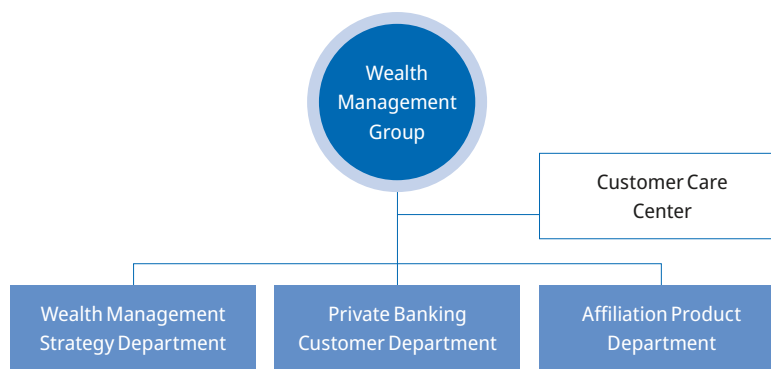 Wealth
Management
Group
Customer Care
Center
Wealth Management
Strategy Department
Private Banking
Customer Department
Affiliation Product
Department